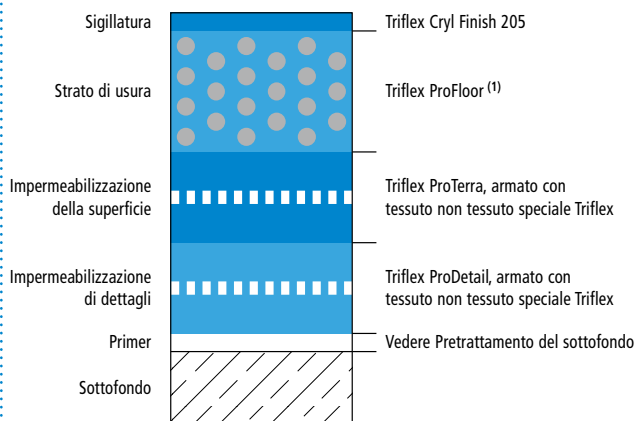 Sigillatura
Triflex Cryl Finish 205
Strato di usura
Triflex ProFloor (1)
Impermeabilizzazione
della superficie
Triflex ProTerra, armato con
tessuto non tessuto speciale Triflex
Impermeabilizzazione
di dettagli
Triflex ProDetail, armato con
tessuto non tessuto speciale Triflex
Primer
Vedere Pretrattamento del sottofondo
Sottofondo